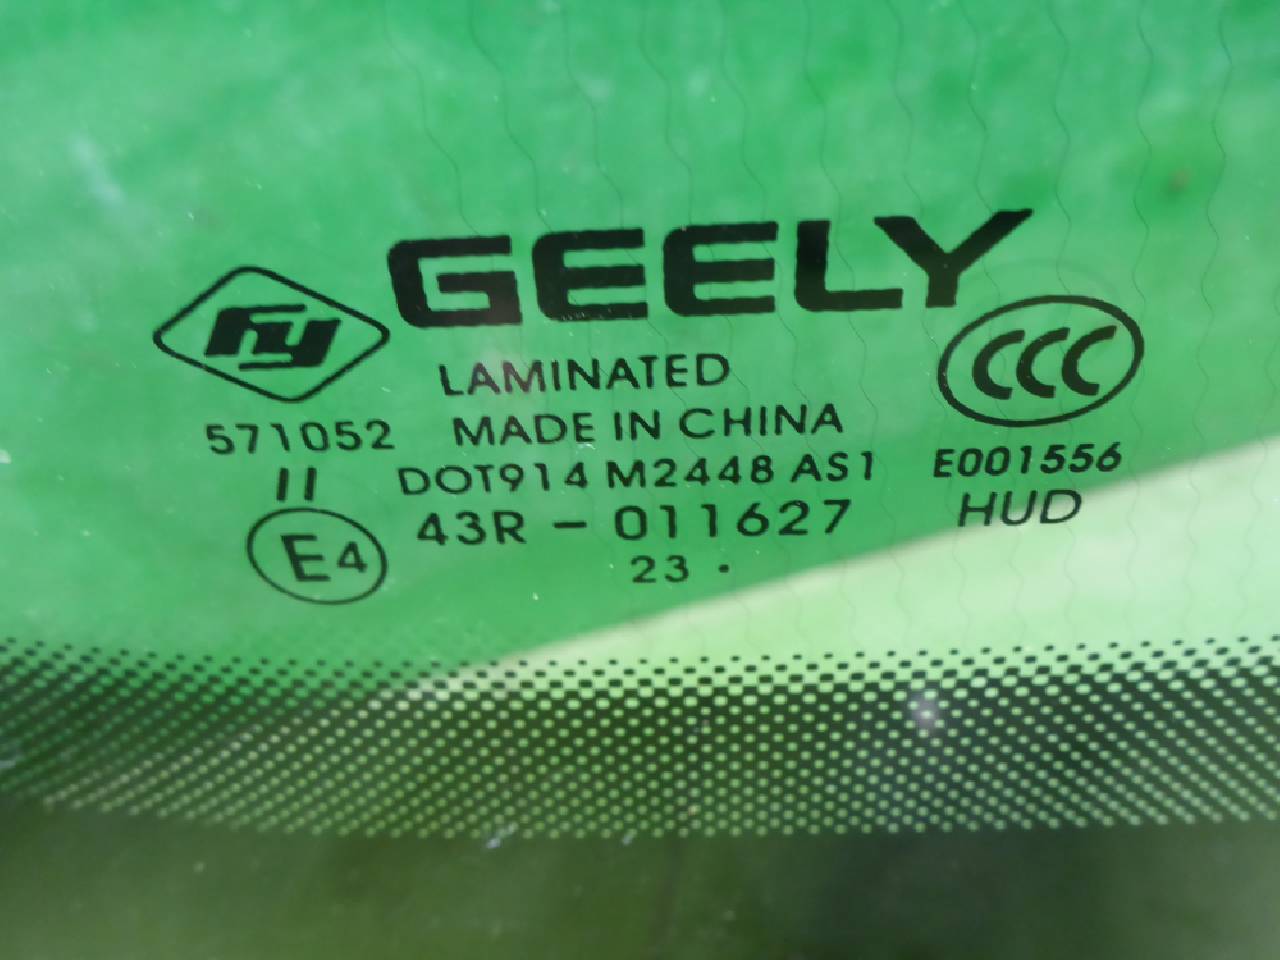 GEELY
fy
CCC
LAMINATED
571052 MADE IN CHINA
II DOT914 M2448 AS1 E001556
E4 43R - 011627 HUD
23 .